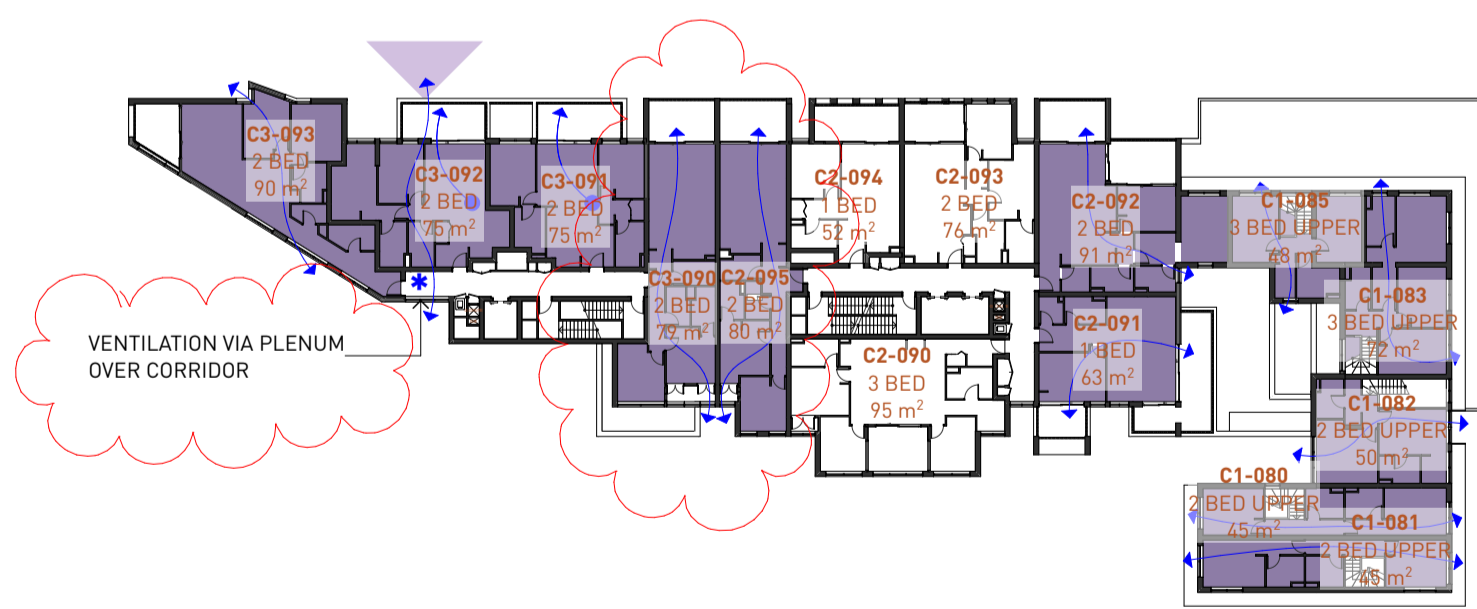 C3-093
2 BED
90 m²
C3-092
2 BED
75 m²
C3-091
2 BED
75 m²
C3-090
2 BED
79 m²
C2-095
2 BED
80 m²
C2-094
1 BED
52 m²
C2-093
2 BED
76 m²
C2-092
2 BED
91 m²
C1-085
3 BED UPPER
48 m²
C1-083
3 BED UPPER
72 m²
*
VENTILATION VIA PLENUM
OVER CORRIDOR
C2-090
3 BED
95 m²
C2-091
1 BED
63 m²
C1-082
2 BED UPPER
50 m²
C1-080
2 BED UPPER
45 m²
C1-081
2 BED UPPER
45 m²